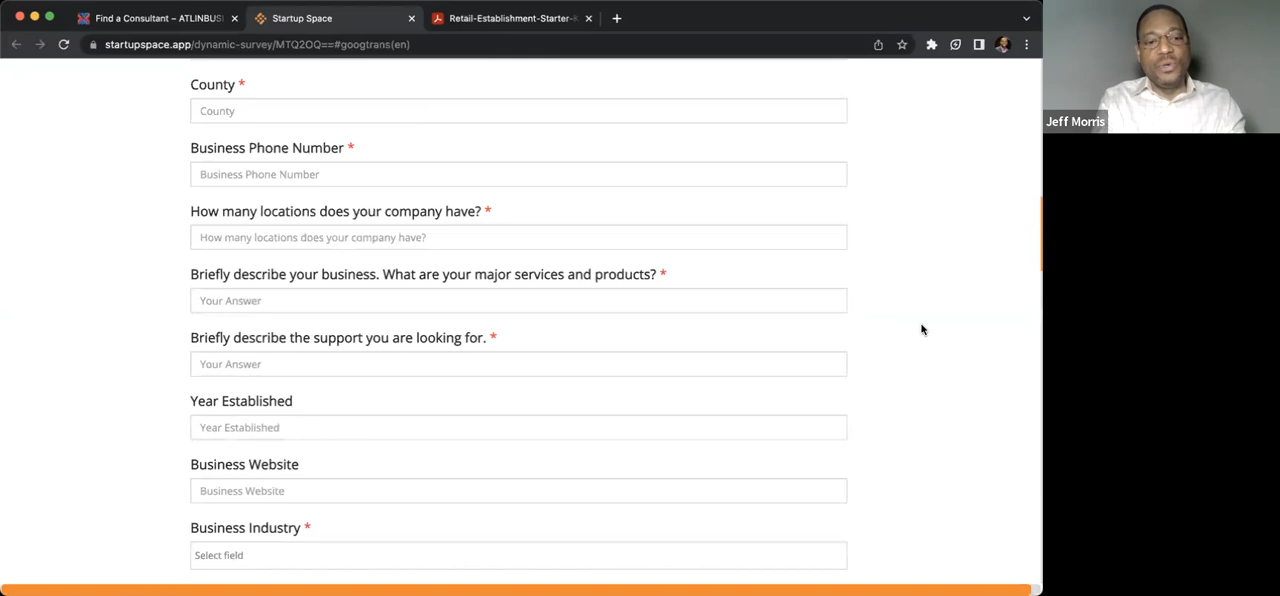 Find a Consultant – ATLINBUS
Startup Space
Retail-Establishment-Starter-K
startupspace.app/dynamic-survey/MTQ2OQ==#googtrans(en)
Jeff Morris
County *
County
Business Phone Number *
Business Phone Number
How many locations does your company have? *
How many locations does your company have?
Briefly describe your business. What are your major services and products? *
Your Answer
Briefly describe the support you are looking for. *
Your Answer
Year Established
Year Established
Business Website
Business Website
Business Industry *
Select field